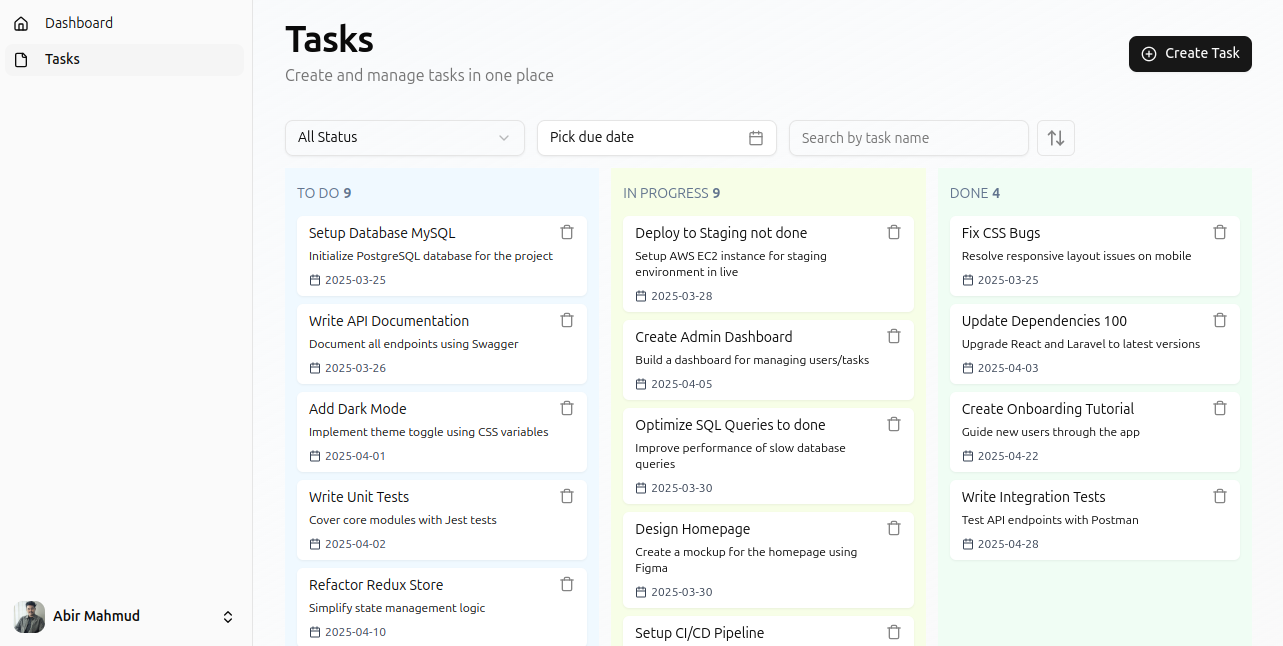 Dashboard
Tasks
Abir Mahmud
Tasks
Create and manage tasks in one place
Create Task
All Status
Pick due date
Search by task name
TO DO 9
Setup Database MySQL
Initialize PostgreSQL database for the project
2025-03-25
Write API Documentation
Document all endpoints using Swagger
2025-03-26
Add Dark Mode
Implement theme toggle using CSS variables
2025-04-01
Write Unit Tests
Cover core modules with Jest tests
2025-04-02
Refactor Redux Store
Simplify state management logic
2025-04-10
IN PROGRESS 9
Deploy to Staging not done
Setup AWS EC2 instance for staging
environment in live
2025-03-28
Create Admin Dashboard
Build a dashboard for managing users/tasks
2025-04-05
Optimize SQL Queries to done
Improve performance of slow database
queries
2025-03-30
Design Homepage
Create a mockup for the homepage using
Figma
2025-03-30
Setup CI/CD Pipeline
DONE 4
Fix CSS Bugs
Resolve responsive layout issues on mobile
2025-03-25
Update Dependencies 100
Upgrade React and Laravel to latest versions
2025-04-03
Create Onboarding Tutorial
Guide new users through the app
2025-04-22
Write Integration Tests
Test API endpoints with Postman
2025-04-28